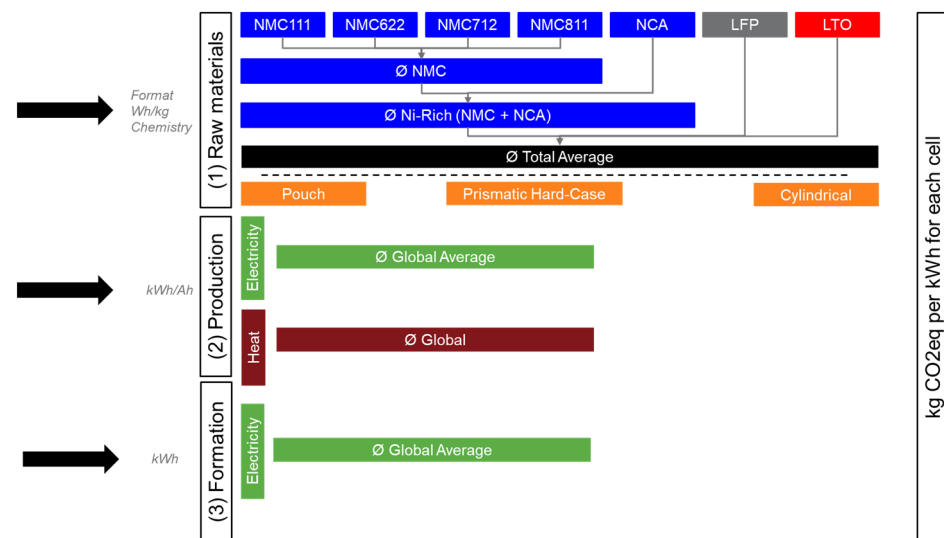 NMC111
NMC622
NMC712
NMC811
NCA
LFP
LTO
Ø NMC
Format
Wh/kg
Chemistry
(1) Raw materials
Ø Ni-Rich (NMC + NCA)
Ø Total Average
Pouch
Prismatic Hard-Case
Cylindrical
kWh/Ah
(2) Production
Electricity
Ø Global Average
Heat
Ø Global
kWh
(3) Formation
Electricity
Ø Global Average
kg CO2eq per kWh for each cell